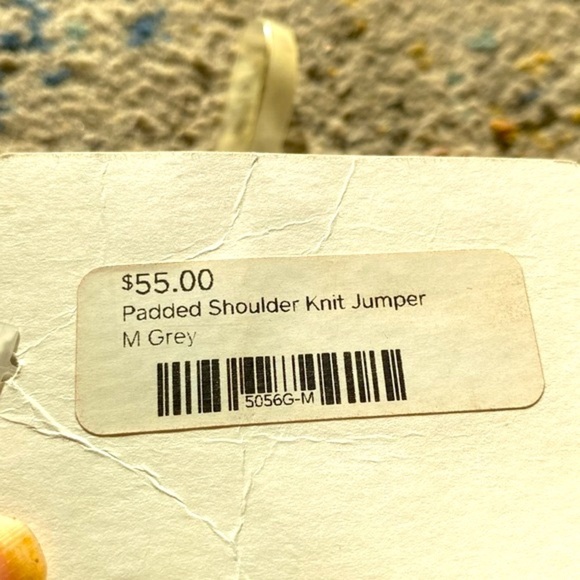 $55.00
Padded Shoulder Knit Jumper
M Grey
5056G-M